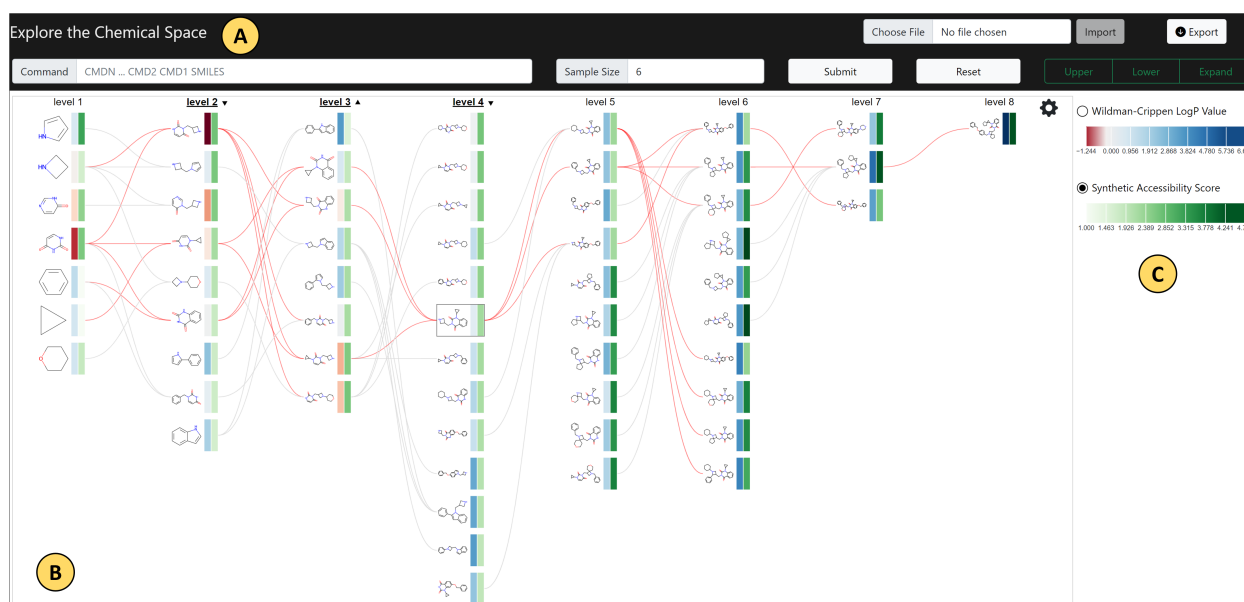 Explore the Chemical Space
A
Choose File No file chosen Import Export
Command CMDN ... CMD2 CMD1 SMILES Sample Size 6 Submit Reset Upper Lower Expand
level 1 level 2 ▼ level 3 ▲ level 4 ▼ level 5 level 6 level 7 level 8
Wildman-Crippen LogP Value
−1.244 0.000 0.956 1.912 2.868 3.824 4.780 5.736
Synthetic Accessibility Score
1.000 1.463 1.926 2.389 2.852 3.315 3.778 4.241
C
B